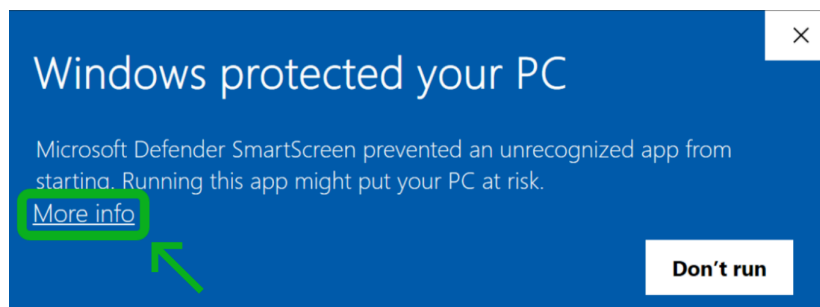 Windows protected your PC
Microsoft Defender SmartScreen prevented an unrecognized app from
starting. Running this app might put your PC at risk.
More info
Don't run